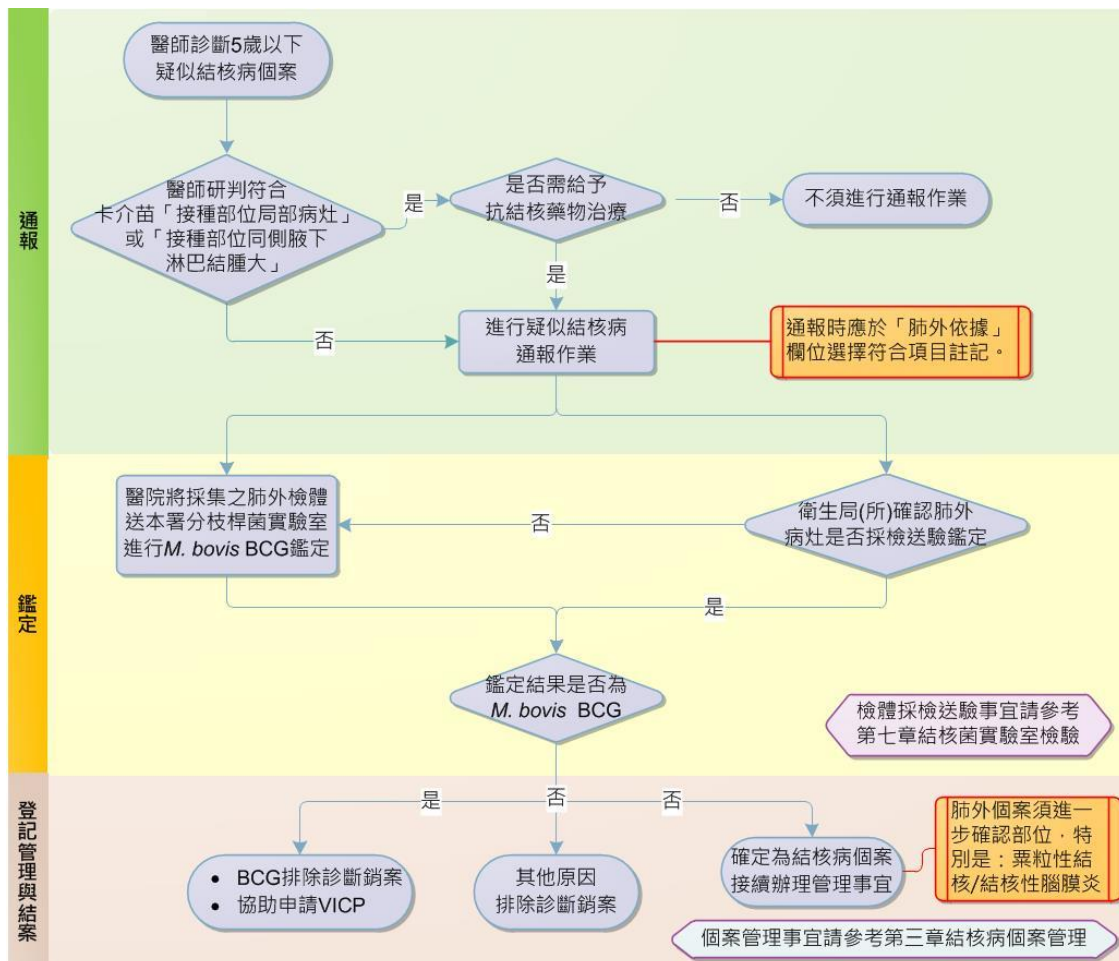 通報
醫師診斷5歲以下
疑似結核病個案
醫師研判符合
卡介苗「接種部位局部病灶」
或「接種部位同側腋下
淋巴結腫大」
是
是否需給予
抗結核藥物治療
否
不須進行通報作業
是
否
進行疑似結核病
通報作業
通報時應於「肺外依據」
欄位選擇符合項目註記。
鑑定
醫院將採集之肺外檢體
送本署分枝桿菌實驗室
進行M. bovis BCG鑑定
否
衛生局(所)確認肺外
病灶是否採檢送驗鑑定
是
鑑定結果是否為
M. bovis BCG
檢體採檢送驗事宜請參考
第七章結核菌實驗室檢驗
登記管理與結案
是
否
否
• BCG排除診斷銷案
• 協助申請VICP
其他原因
排除診斷銷案
確定為結核病個案
接續辦理管理事宜
肺外個案須進一
步確認部位，特
別是：粟粒性結
核/結核性腦膜炎
個案管理事宜請參考第三章結核病個案管理